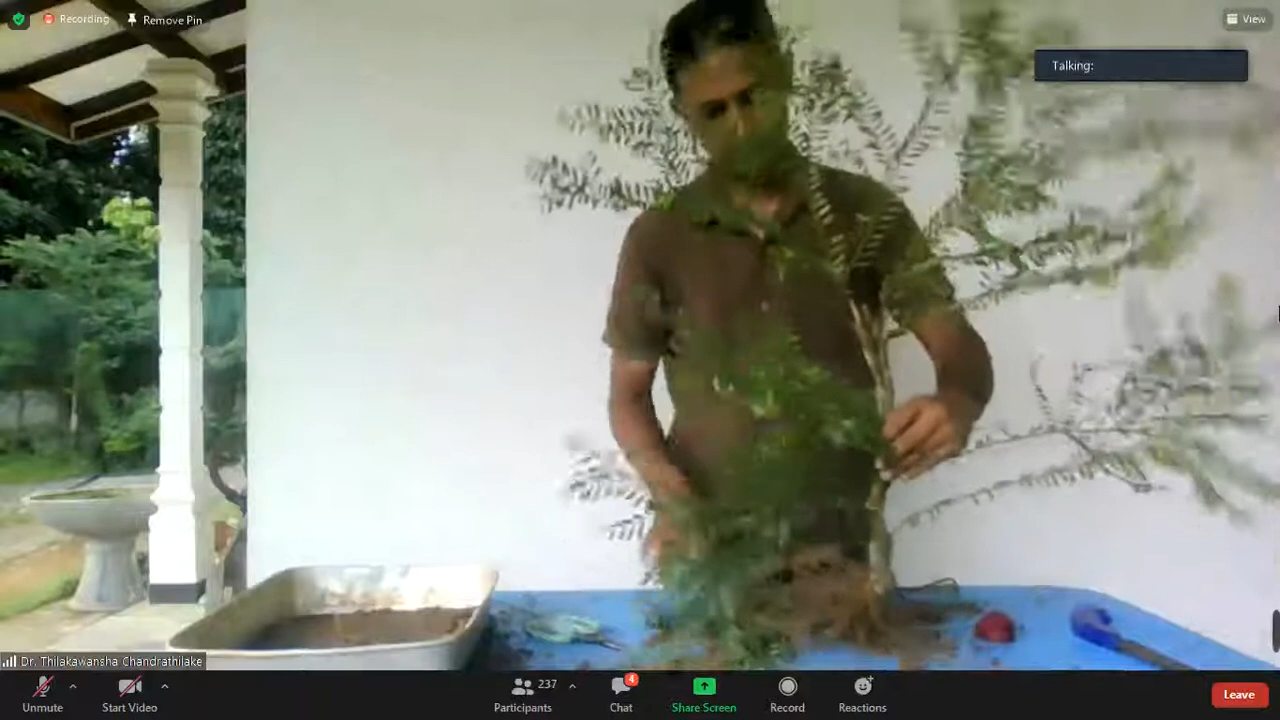 Recording
Remove Pin
View
Talking:
Dr. Thilakawansha Chandrathilake
Unmute
Start Video
Participants
237
Chat
4
Share Screen
Record
Reactions
Leave